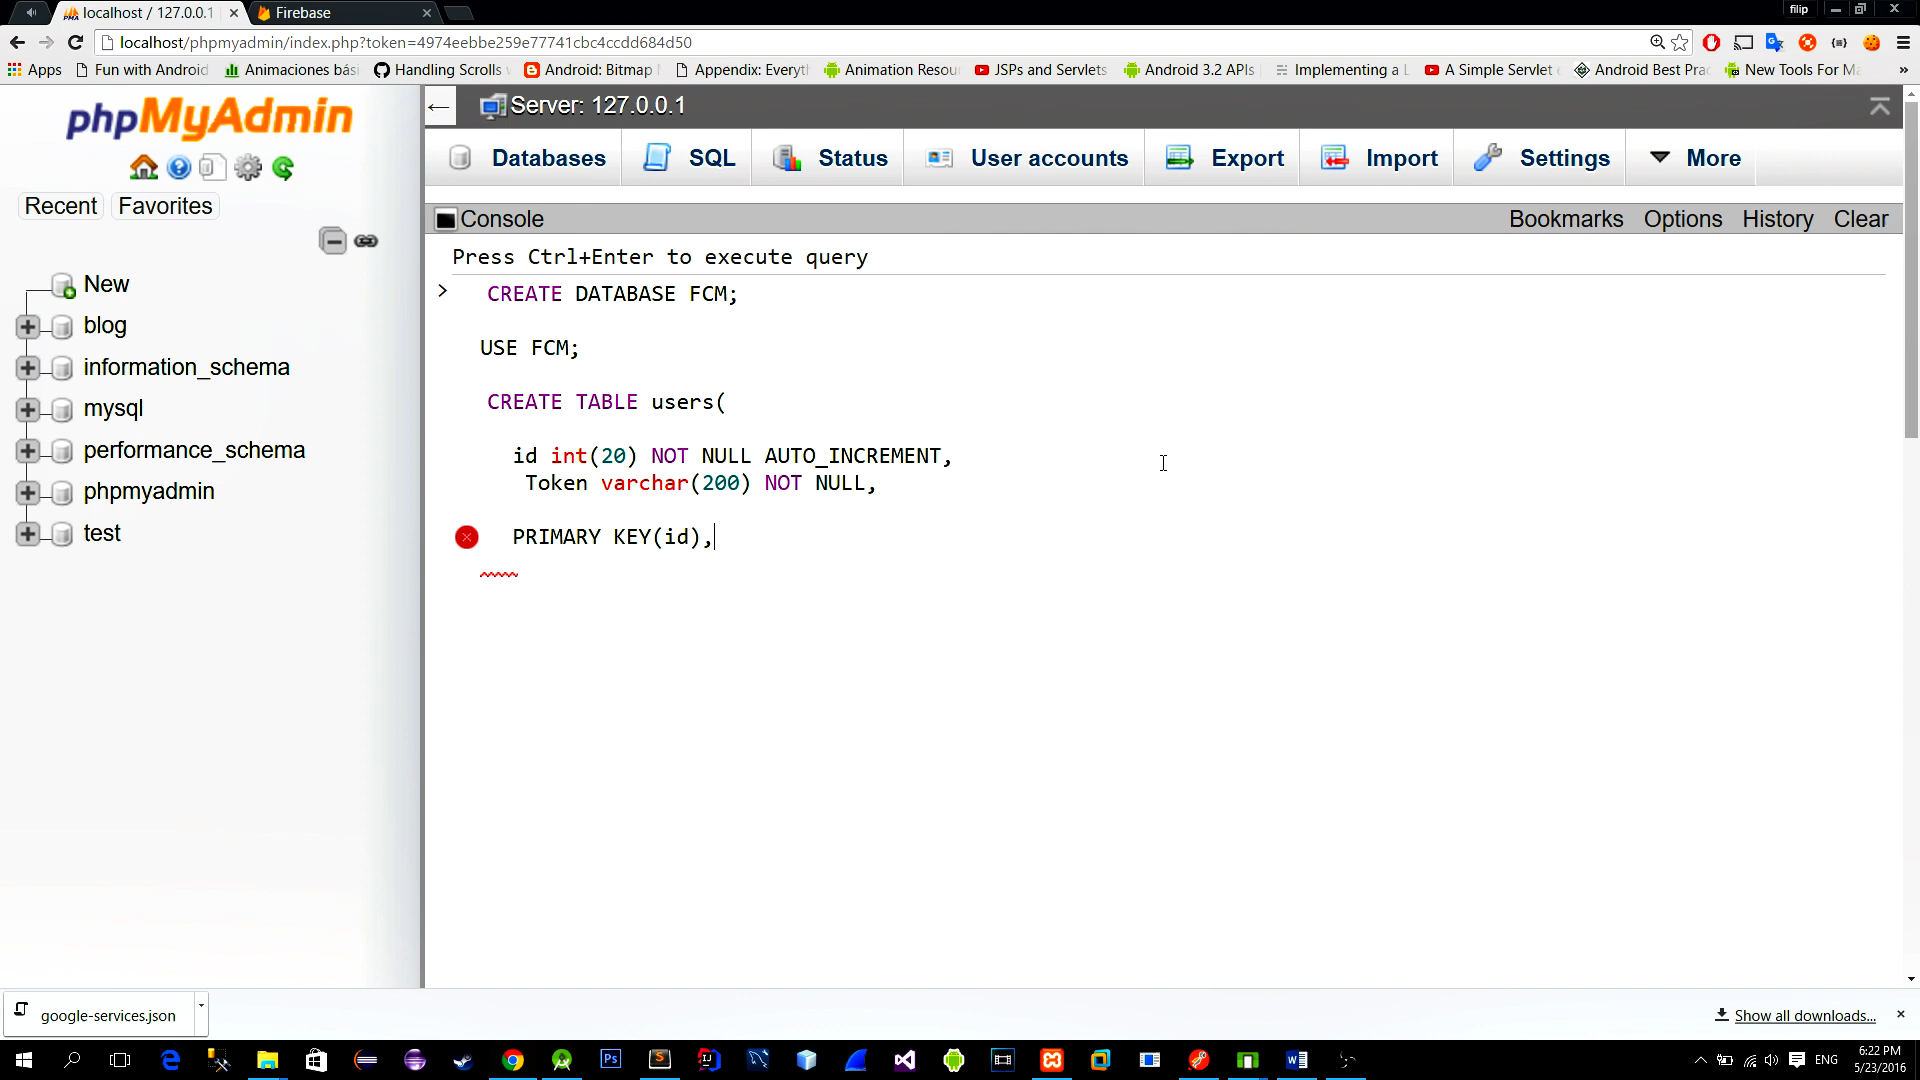 localhost / 127.0.0.1
Firebase
filip
localhost/phpmyadmin/index.php?token=4974eebbe259e77741cbc4ccdd684d50
Apps
Fun with Android
Animaciones bási
Handling Scrolls
Android: Bitmap
Appendix: Everyt
Animation Resou
JSPs and Servlets
Android 3.2 APIs
Implementing a L
A Simple Servlet
Android Best Prac
New Tools For Ma
»
phpMyAdmin
Recent
Favorites
New
blog
information_schema
mysql
performance_schema
phpmyadmin
test
Server: 127.0.0.1
Databases
SQL
Status
User accounts
Export
Import
Settings
More
Console
Bookmarks
Options
History
Clear
Press Ctrl+Enter to execute query
> CREATE DATABASE FCM;
USE FCM;
CREATE TABLE users(
id int(20) NOT NULL AUTO_INCREMENT,
Token varchar(200) NOT NULL,
PRIMARY KEY(id),
google-services.json
Show all downloads...
ENG
6:22 PM
5/23/2016